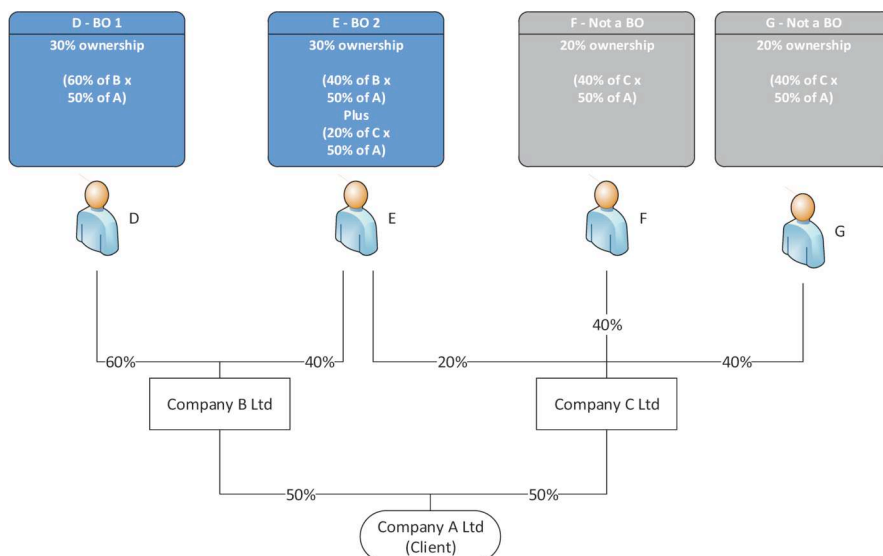 D - BO 1
30% ownership
(60% of B x
50% of A)
E - BO 2
30% ownership
(40% of B x
50% of A)
Plus
(20% of C x
50% of A)
F - Not a BO
20% ownership
(40% of C x
50% of A)
G - Not a BO
20% ownership
(40% of C x
50% of A)
D
E
F
G
40%
60%
40%
20%
40%
Company B Ltd
Company C Ltd
50%
50%
Company A Ltd
(Client)